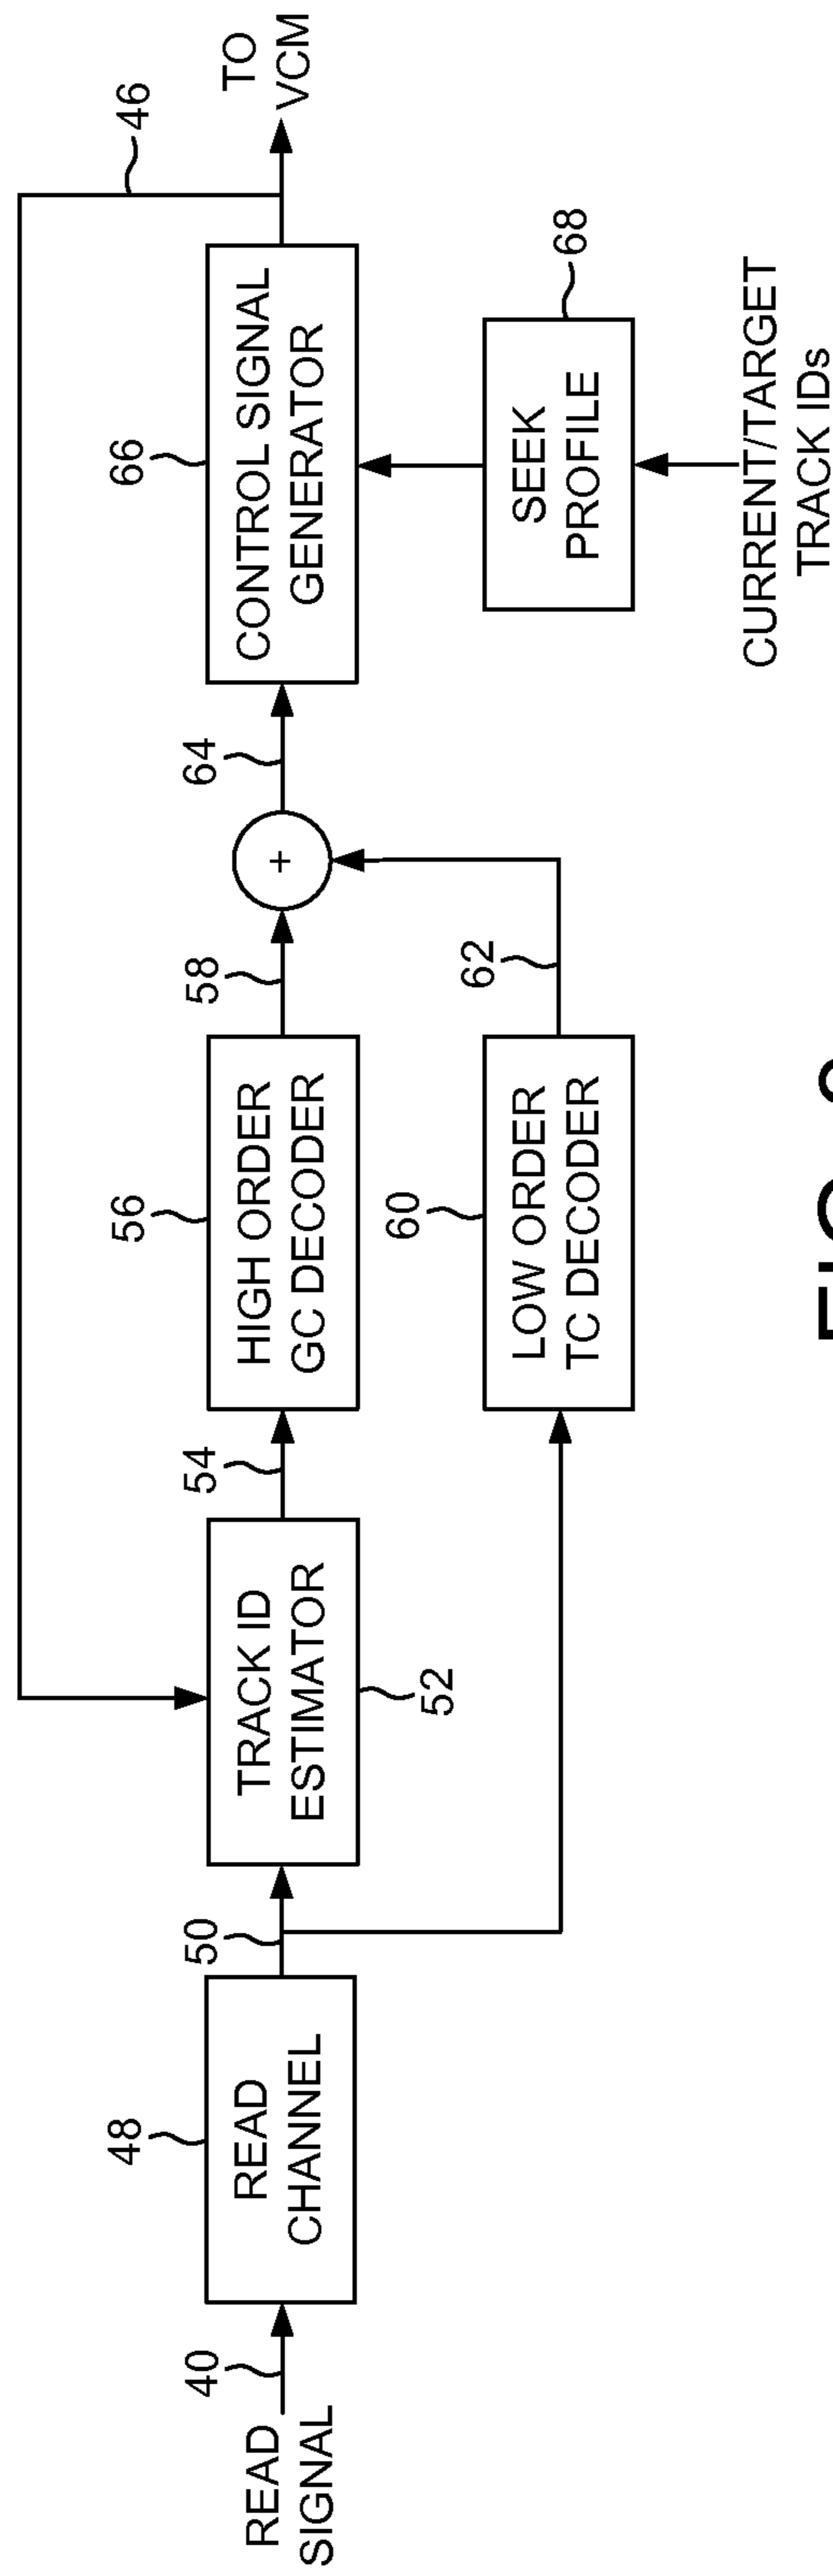 46
TO
VCM
66
CONTROL SIGNAL
GENERATOR
68
SEEK
PROFILE
CURRENT/TARGET
TRACK IDs
64
+
58
62
56
HIGH ORDER
GC DECODER
60
LOW ORDER
TC DECODER
54
TRACK ID
ESTIMATOR
52
50
48
READ
CHANNEL
40
READ
SIGNAL